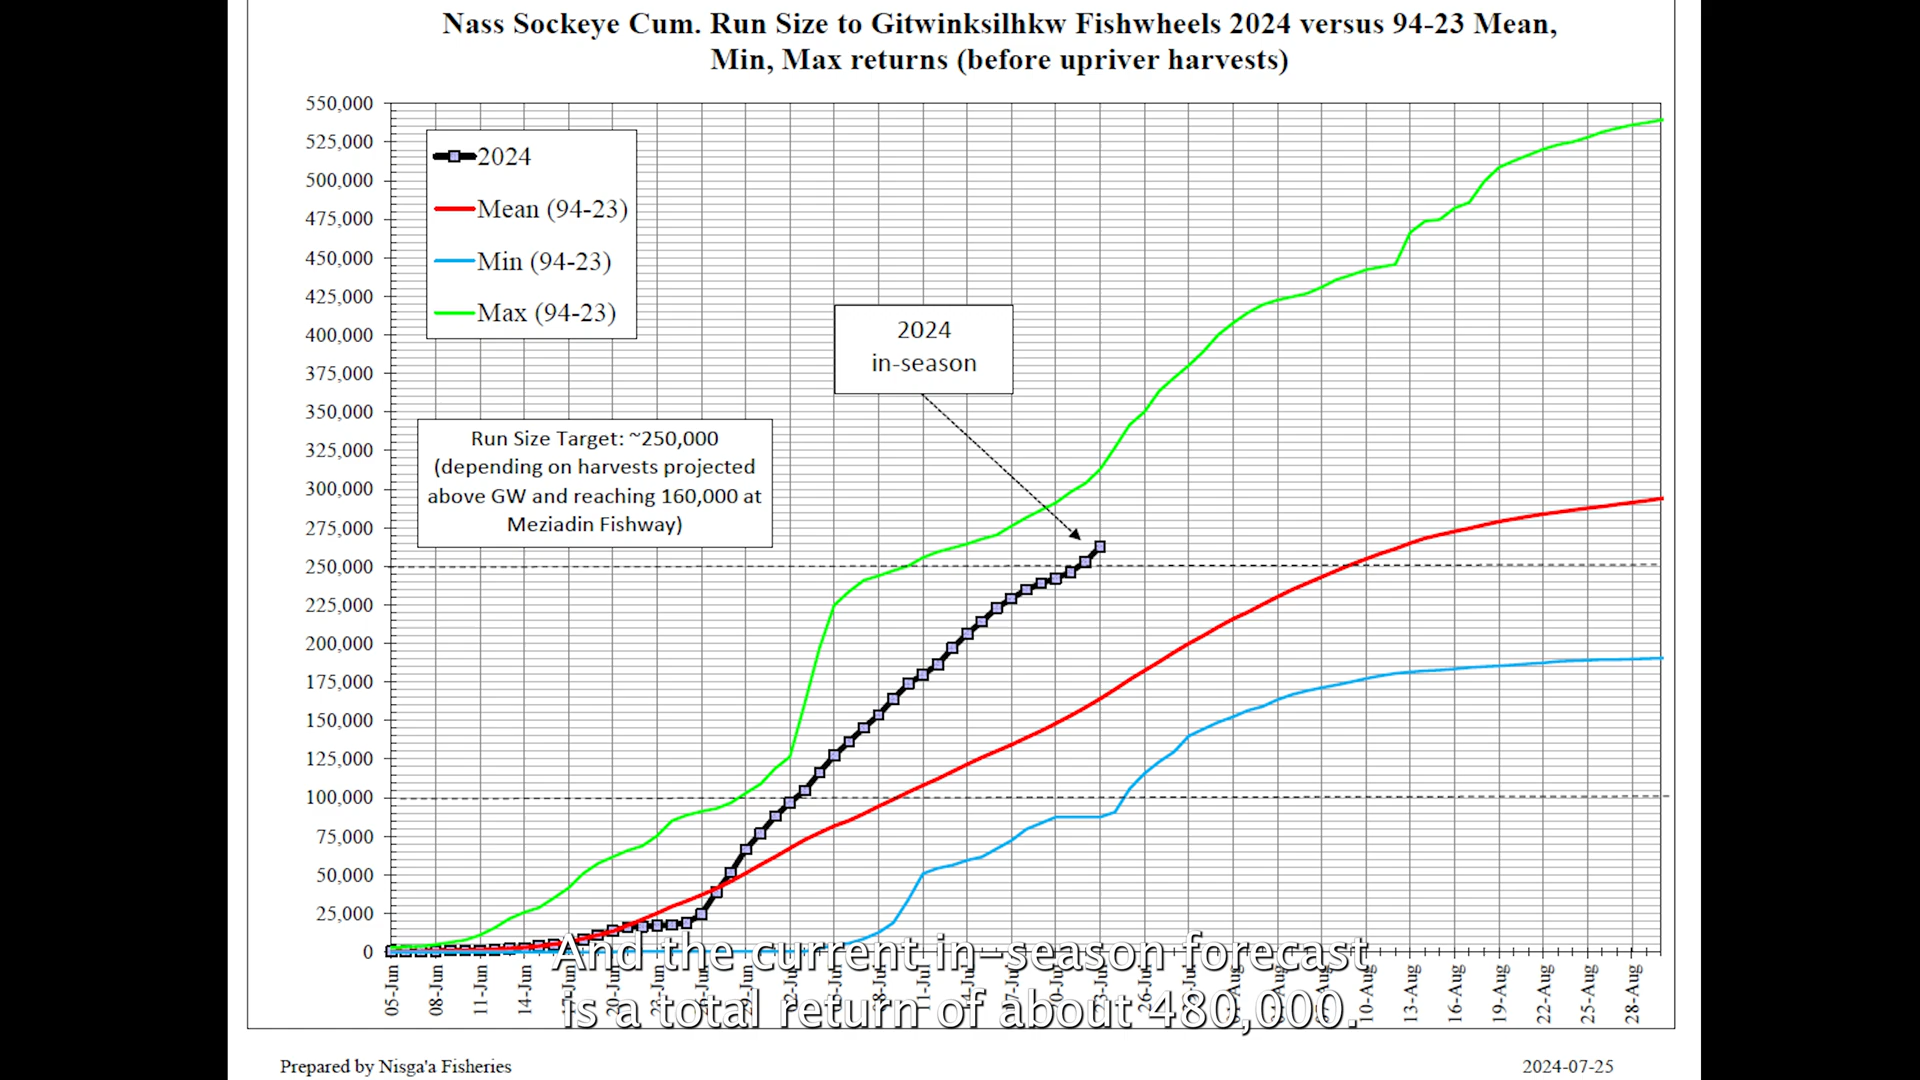 Nass Sockeye Cum. Run Size to Gitwinksilhkw Fishwheels 2024 versus 94-23 Mean,
Min, Max returns (before upriver harvests)
550,000
525,000
500,000
475,000
450,000
425,000
400,000
375,000
350,000
325,000
300,000
275,000
250,000
225,000
200,000
175,000
150,000
125,000
100,000
75,000
50,000
25,000
0
2024
Mean (94-23)
Min (94-23)
Max (94-23)
2024
in-season
Run Size Target: ~250,000
(depending on harvests projected
above GW and reaching 160,000 at
Meziadin Fishway)
05-Jun
08-Jun
11-Jun
14-Jun
10-Aug
13-Aug
16-Aug
19-Aug
22-Aug
25-Aug
28-Aug
And the current in-season forecast
is a total return of about 480,000.
Prepared by Nisga'a Fisheries
2024-07-25